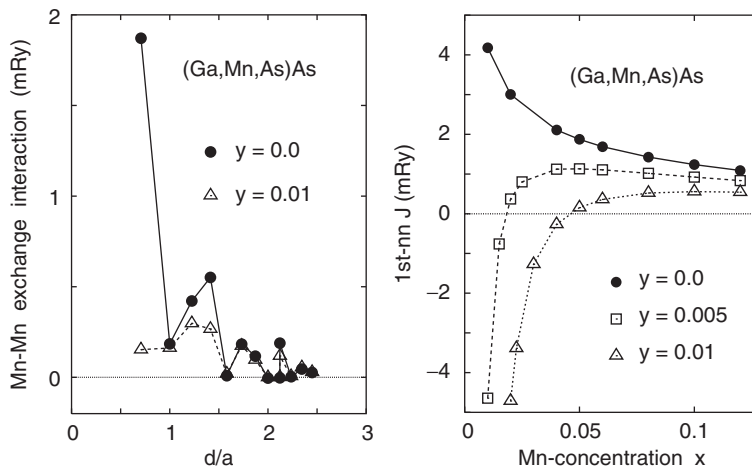 2
1
0
0
1
2
3
Mn-Mn exchange interaction (mRy)
d/a
(Ga,Mn,As)As
y = 0.0
y = 0.01
4
2
0
−2
−4
0
0.05
0.1
1st-nn J (mRy)
Mn-concentration x
(Ga,Mn,As)As
y = 0.0
y = 0.005
y = 0.01